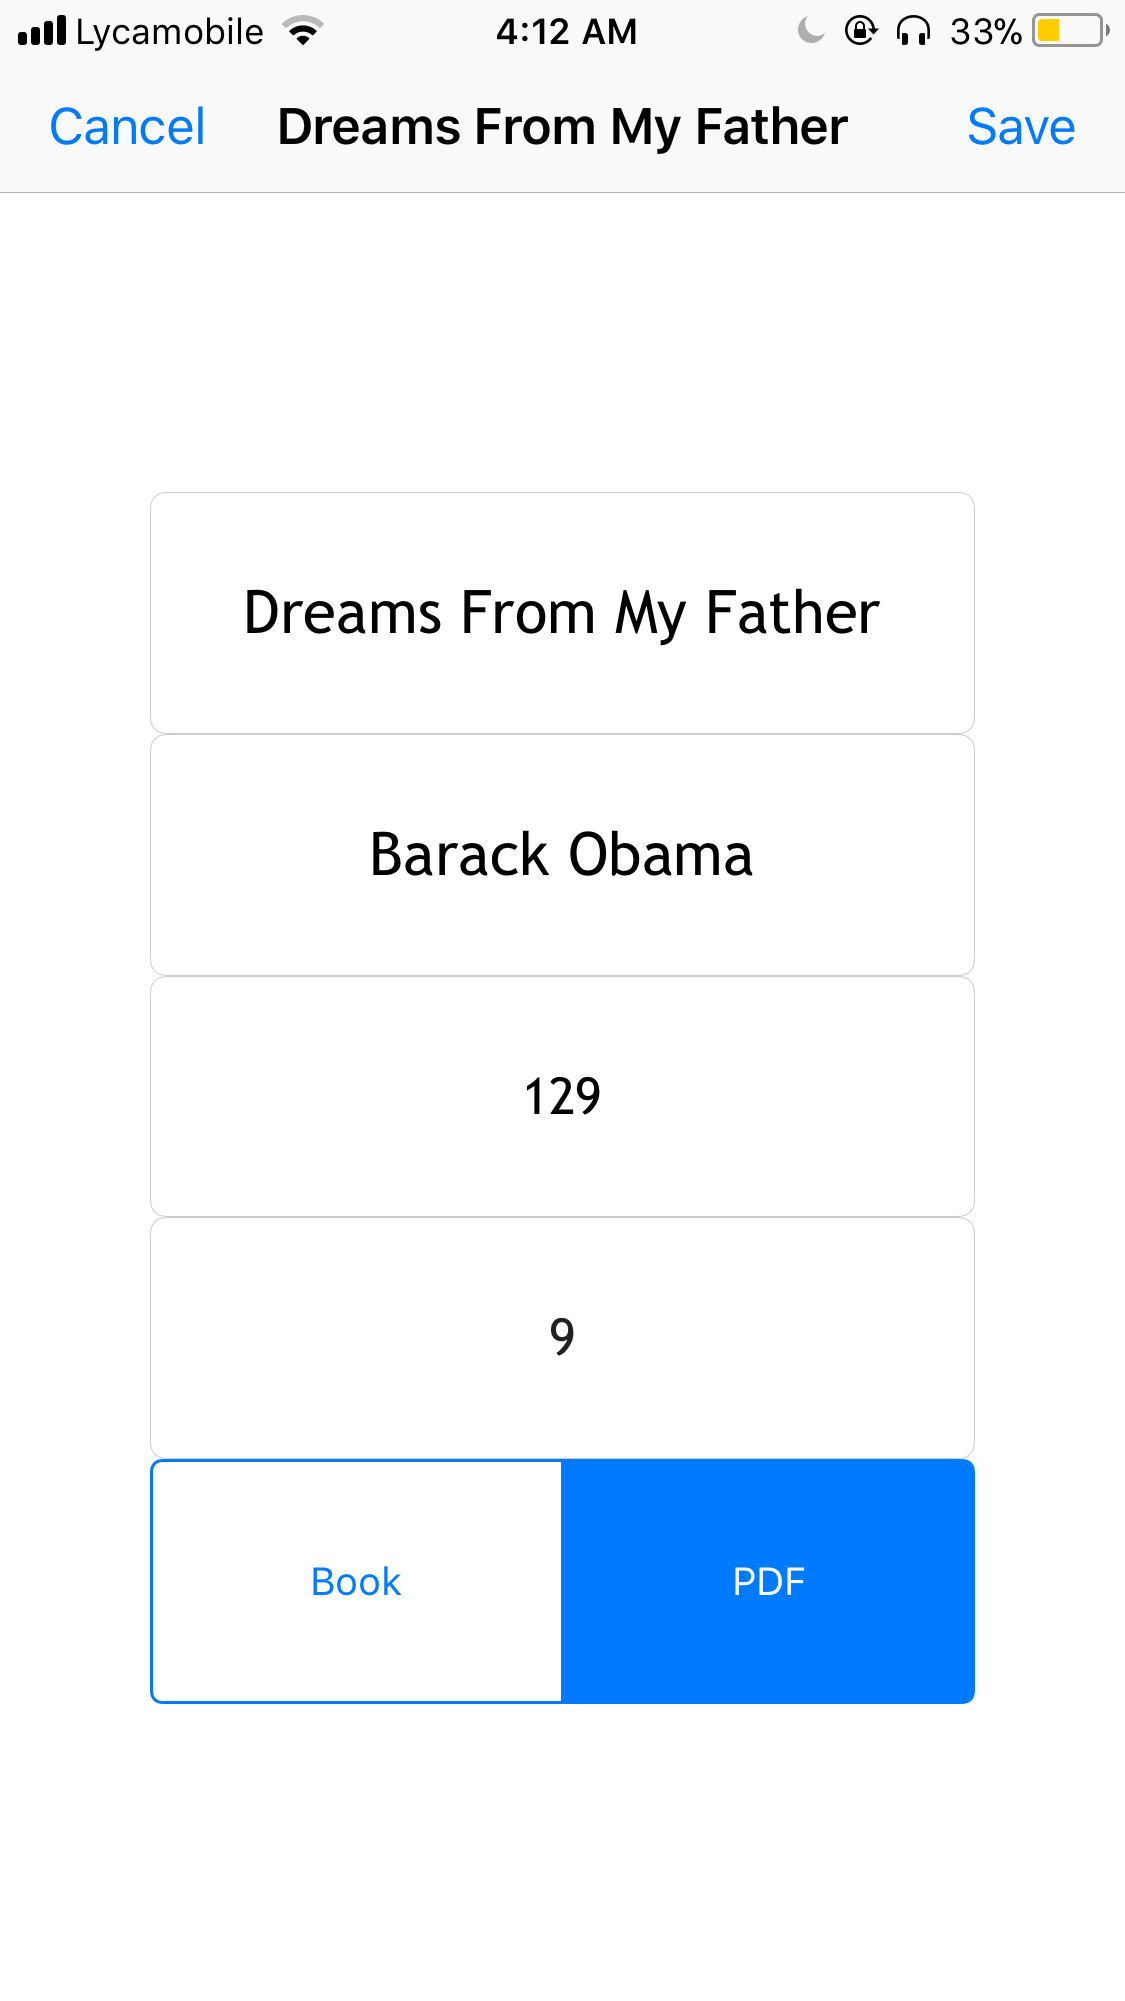 Lycamobile 4:12 AM 33%
Cancel Dreams From My Father Save
Dreams From My Father
Barack Obama
129
9
Book PDF